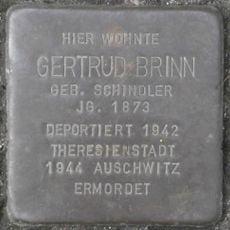 HIER WOHNTE
GERTRUD BRINN
GEB. SCHINDLER
JG. 1873
DEPORTIERT 1942
THERESIENSTADT
1944 AUSCHWITZ
ERMORDET